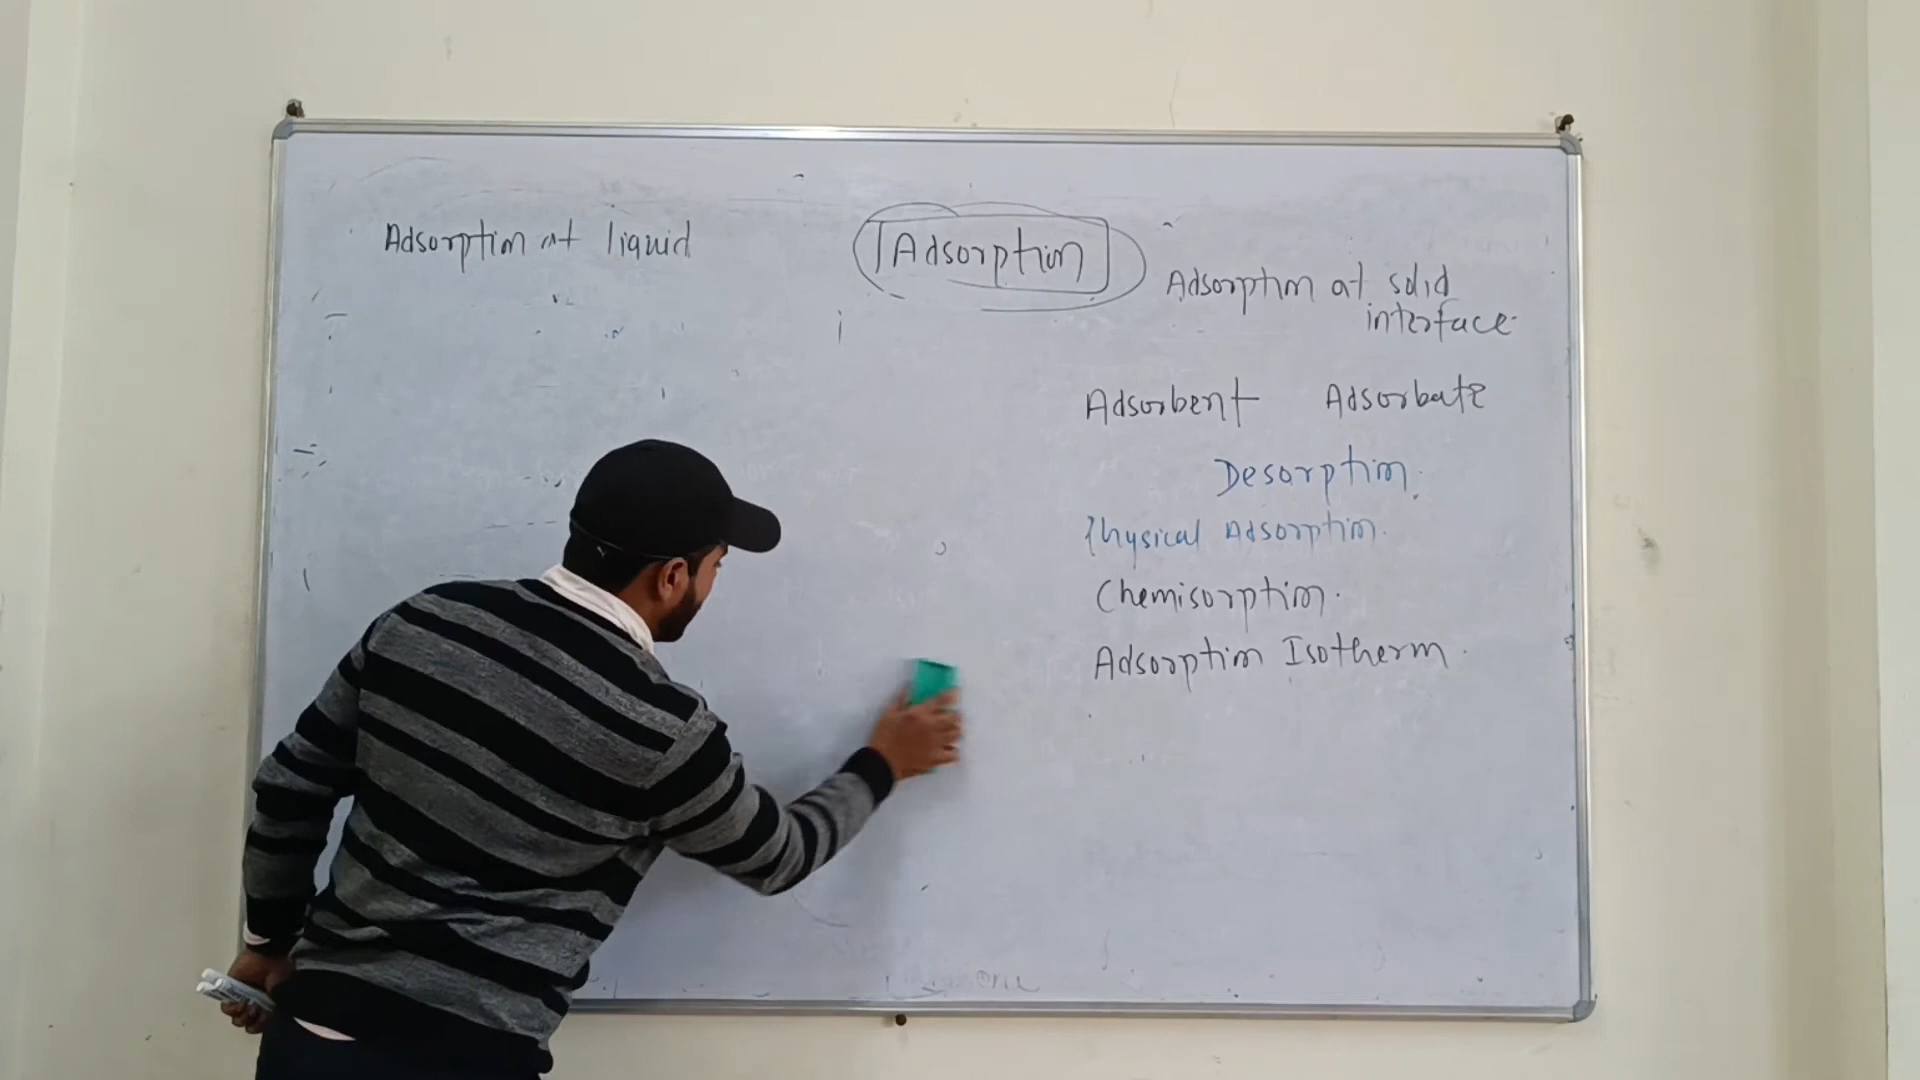 Adsorption at liquid
Adsorption
Adsorption at solid
interface.
Adsorbent Adsorbate
Desorption.
Physical Adsorption.
Chemisorption.
Adsorption Isotherm.